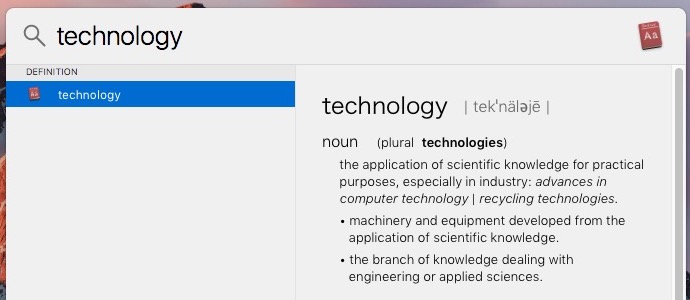 technology
DEFINITION
technology
technology | tekˈnäləjē |
noun (plural technologies)
the application of scientific knowledge for practical
purposes, especially in industry: advances in
computer technology | recycling technologies.
• machinery and equipment developed from the
application of scientific knowledge.
• the branch of knowledge dealing with
engineering or applied sciences.